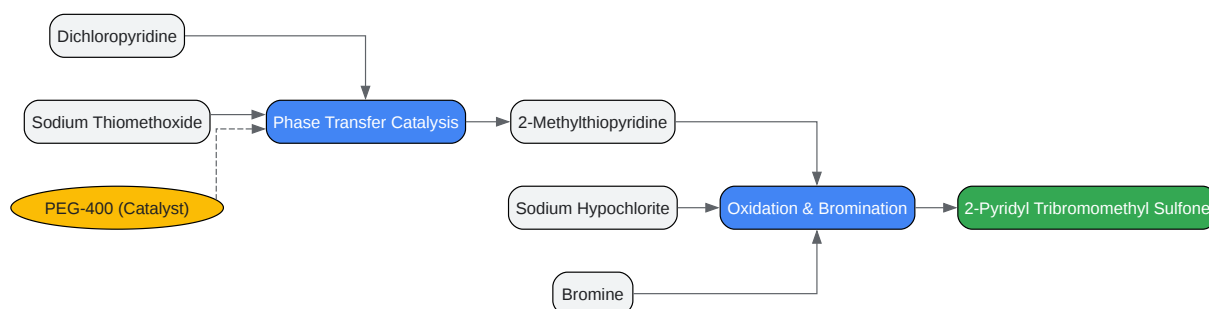 Dichloropyridine
Sodium Thiomethoxide
Phase Transfer Catalysis
2-Methylthiopyridine
PEG-400 (Catalyst)
Sodium Hypochlorite
Oxidation & Bromination
2-Pyridyl Tribromomethyl Sulfone
Bromine